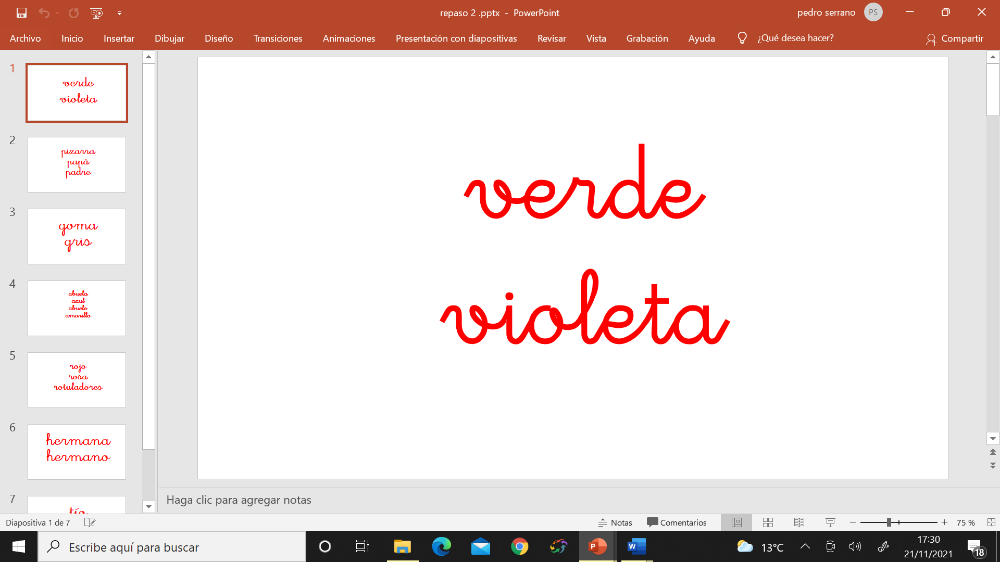 repaso 2 .pptx - PowerPoint
pedro serrano
PS
Archivo Inicio Insertar Dibujar Diseño Transiciones Animaciones Presentación con diapositivas Revisar Vista Grabación Ayuda ¿Qué desea hacer? Compartir
1
verde
violeta
2
pizarra
papá
padre
3
goma
gris
4
abuela
azul
abuelo
amarillo
5
rojo
rosa
rotuladores
6
hermana
hermano
7
verde
violeta
Haga clic para agregar notas
Diapositiva 1 de 7
Notas Comentarios 75 %
Escribe aquí para buscar
13°C
17:30
21/11/2021
18